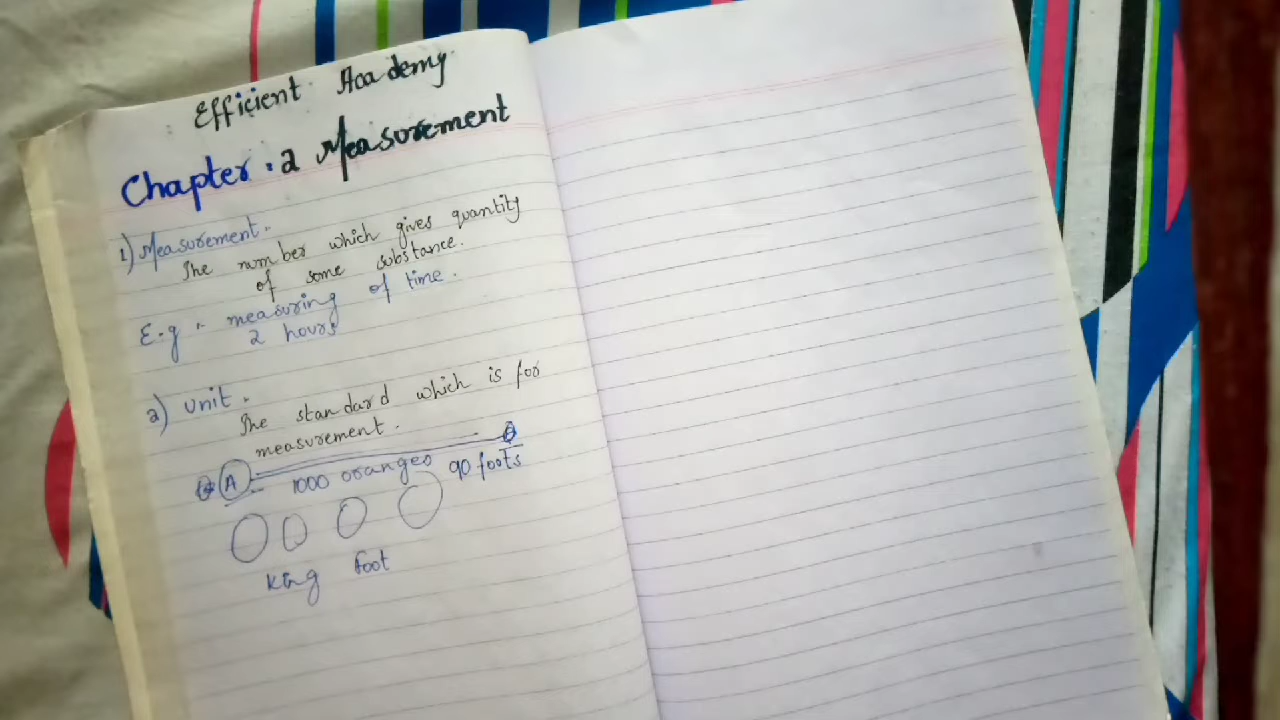 Efficient Academy
Chapter . 2 Measurement
1) Measurement.
The number which gives quantity
of some substance.
E.g measuring of time.
2 hours
2) Unit.
The standard which is for
measurement.
A 1000 oranges 90 foots
King foot